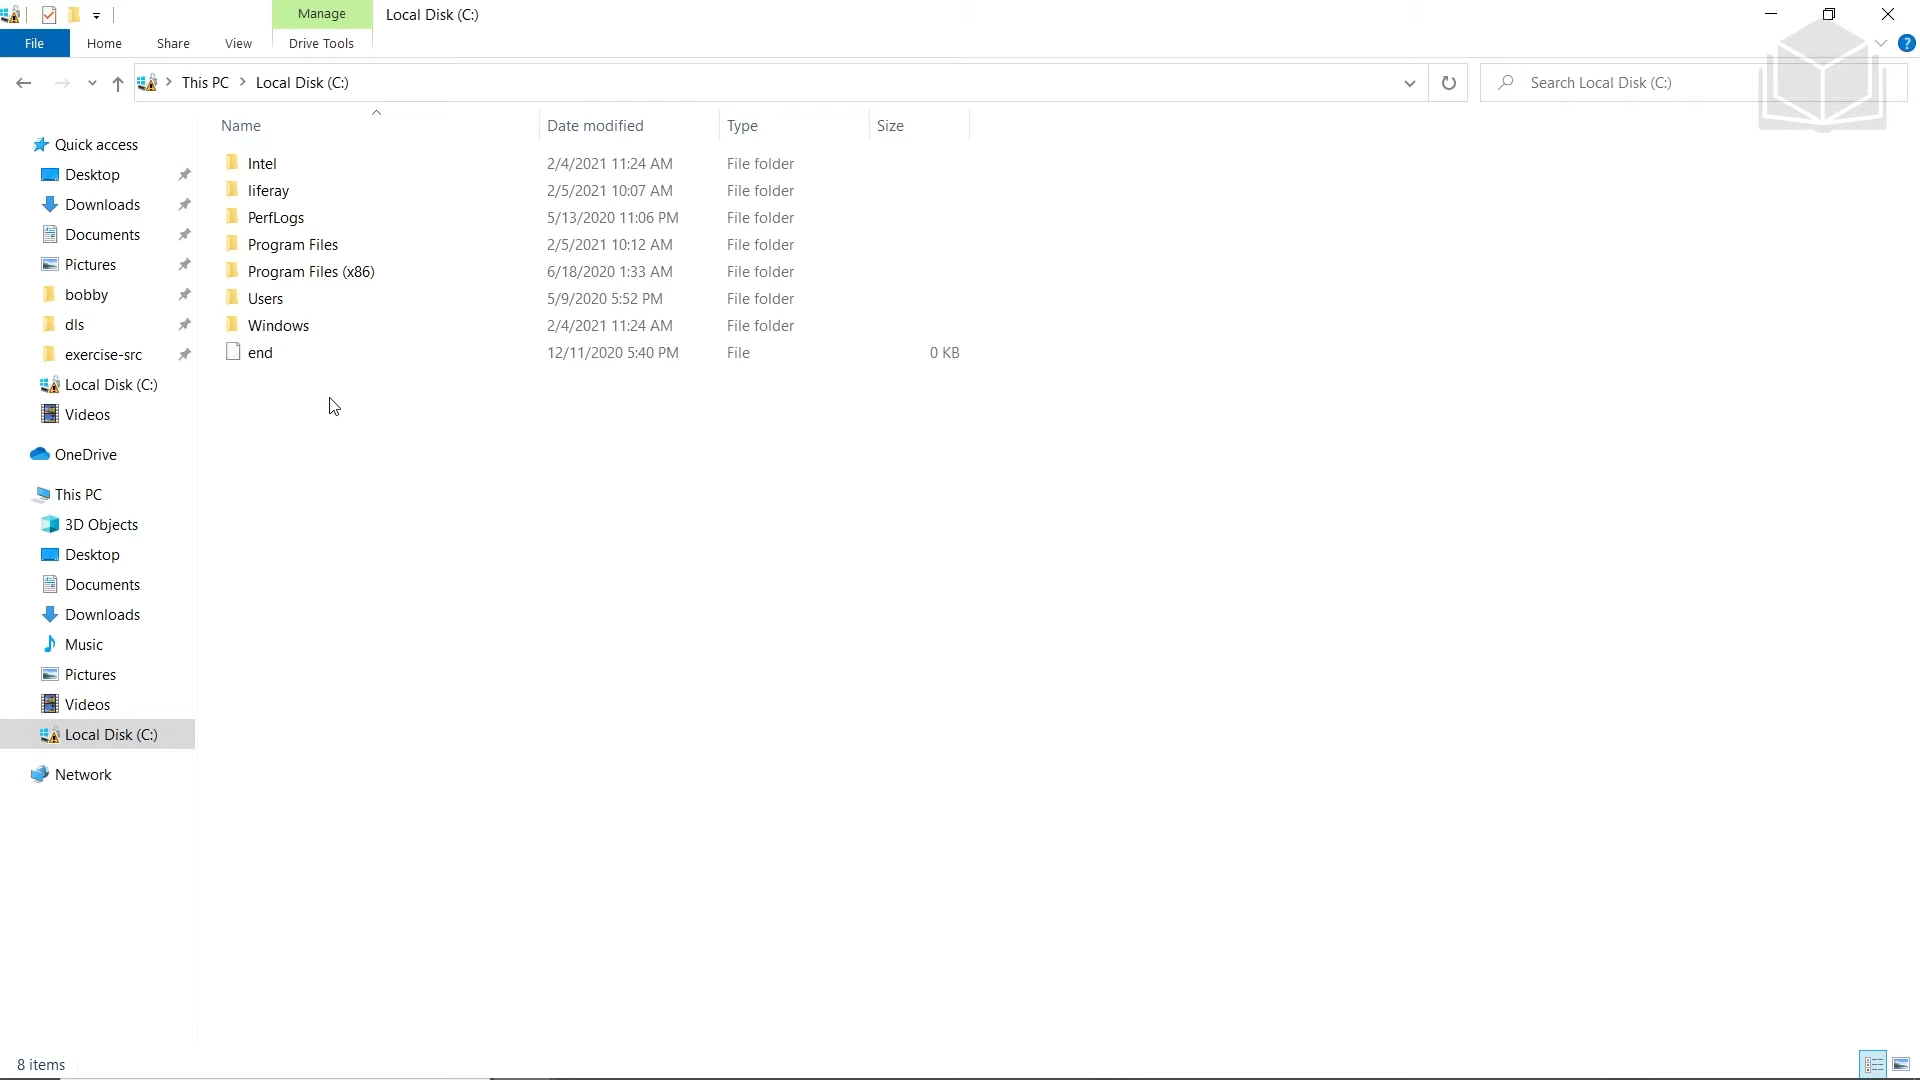 Manage Local Disk (C:)
File Home Share View Drive Tools ?
This PC Local Disk (C:) Search Local Disk (C:)
Name Date modified Type Size
Quick access
Desktop
Downloads
Documents
Pictures
bobby
dls
exercise-src
Local Disk (C:)
Videos
OneDrive
This PC
3D Objects
Desktop
Documents
Downloads
Music
Pictures
Videos
Local Disk (C:)
Network
Intel 2/4/2021 11:24 AM File folder
liferay 2/5/2021 10:07 AM File folder
PerfLogs 5/13/2020 11:06 PM File folder
Program Files 2/5/2021 10:12 AM File folder
Program Files (x86) 6/18/2020 1:33 AM File folder
Users 5/9/2020 5:52 PM File folder
Windows 2/4/2021 11:24 AM File folder
end 12/11/2020 5:40 PM File 0 KB
8 items